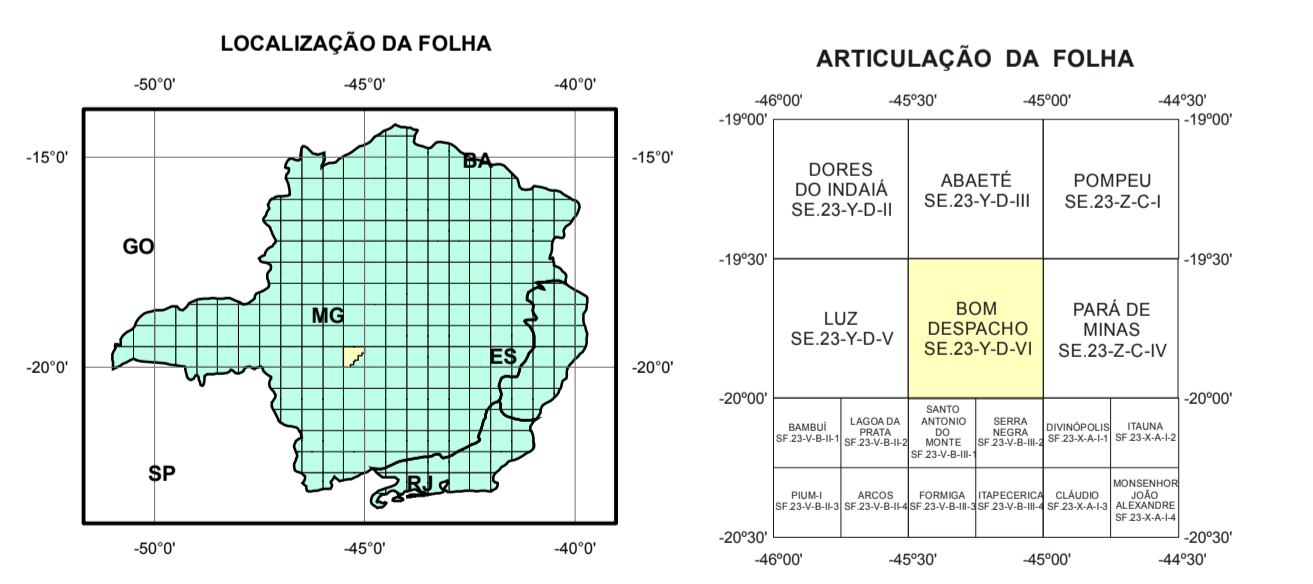 LOCALIZAÇÃO DA FOLHA
-50°0'
-45°0'
-40°0'
-15°0'
-15°0'
BA
GO
MG
ES
-20°0'
-20°0'
SP
RJ
-50°0'
-45°0'
-40°0'
ARTICULAÇÃO DA FOLHA
-46º00'
-45º30'
-45º00'
-44º30'
-19º00'
-19º00'
DORES
DO INDAIÁ
SE.23-Y-D-II
ABAETÉ
SE.23-Y-D-III
POMPEU
SE.23-Z-C-I
-19º30'
-19º30'
LUZ
SE.23-Y-D-V
BOM
DESPACHO
SE.23-Y-D-VI
PARÁ DE
MINAS
SE.23-Z-C-IV
-20º00'
-20º00'
BAMBUÍ
SF.23-V-B-II-1
LAGOA DA
PRATA
SF.23-V-B-II-2
SANTO
ANTONIO
DO
MONTE
SF.23-V-B-III-1
SERRA
NEGRA
SF.23-V-B-III-2
DIVINÓPOLIS
SF.23-X-A-I-1
ITAUNA
SF.23-X-A-I-2
PIUM-I
SF.23-V-B-II-3
ARCOS
SF.23-V-B-II-4
FORMIGA
SF.23-V-B-III-3
ITAPECERICA
SF.23-V-B-III-4
CLÁUDIO
SF.23-X-A-I-3
MONSENHOR
JOÃO
ALEXANDRE
SF.23-X-A-I-4
-20º30'
-20º30'
-46º00'
-45º30'
-45º00'
-44º30'